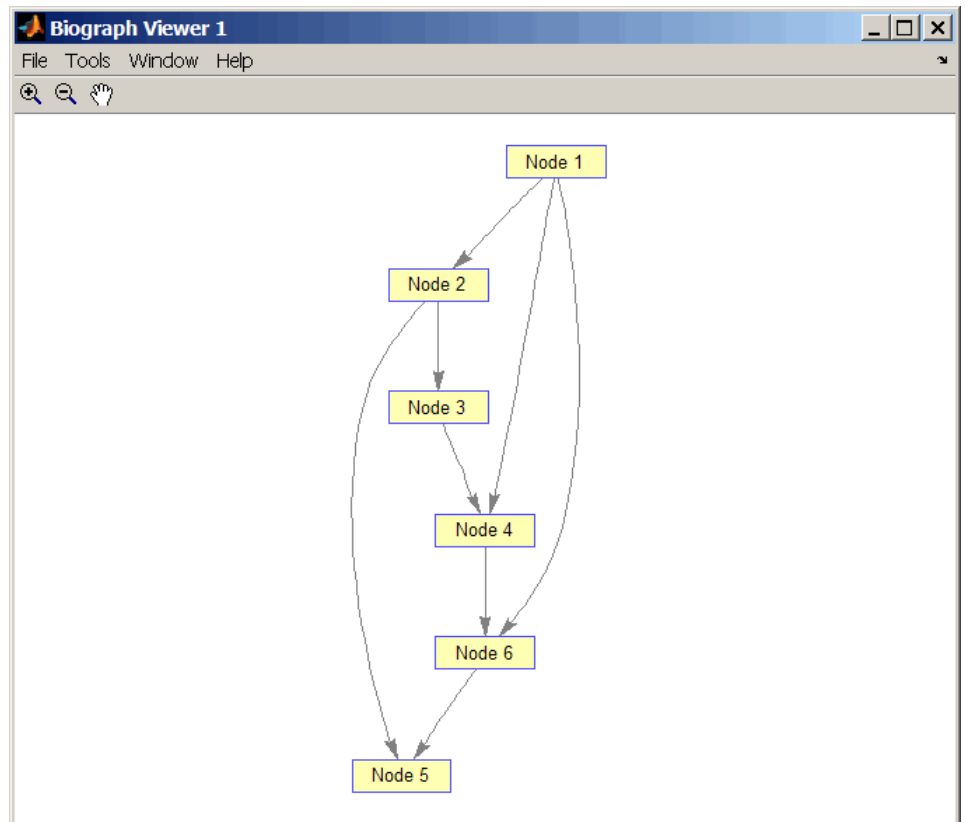 Biograph Viewer 1
File Tools Window Help
Node 1
Node 2
Node 3
Node 4
Node 6
Node 5